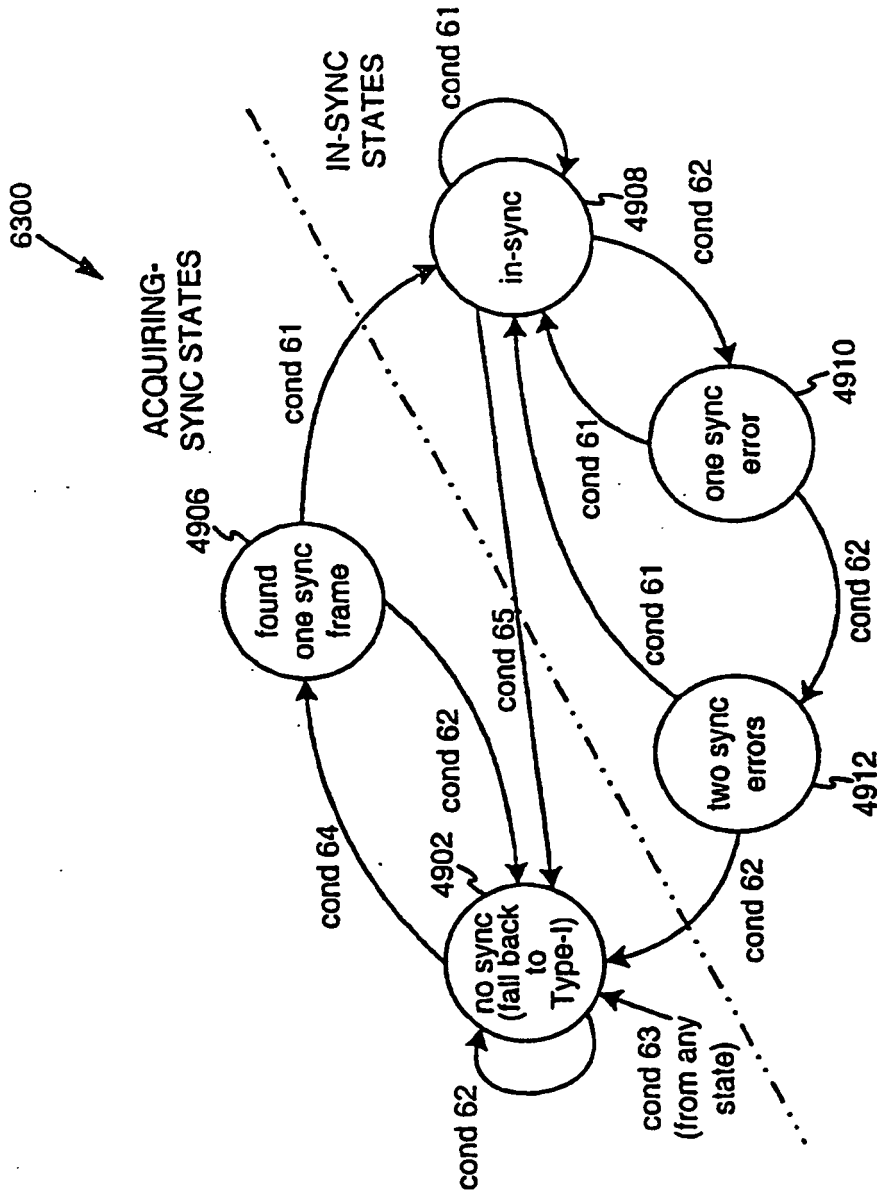 6300
ACQUIRING-
SYNC STATES
IN-SYNC
STATES
4906
found
one sync
frame
cond 61
cond 61
in-sync
4908
cond 64
cond 62
cond 65
cond 62
4902
no sync
(fall back
to
Type-I)
cond 62
cond 63
(from any
state)
cond 61
cond 61
one sync
error
4910
cond 62
two sync
errors
4912
cond 62